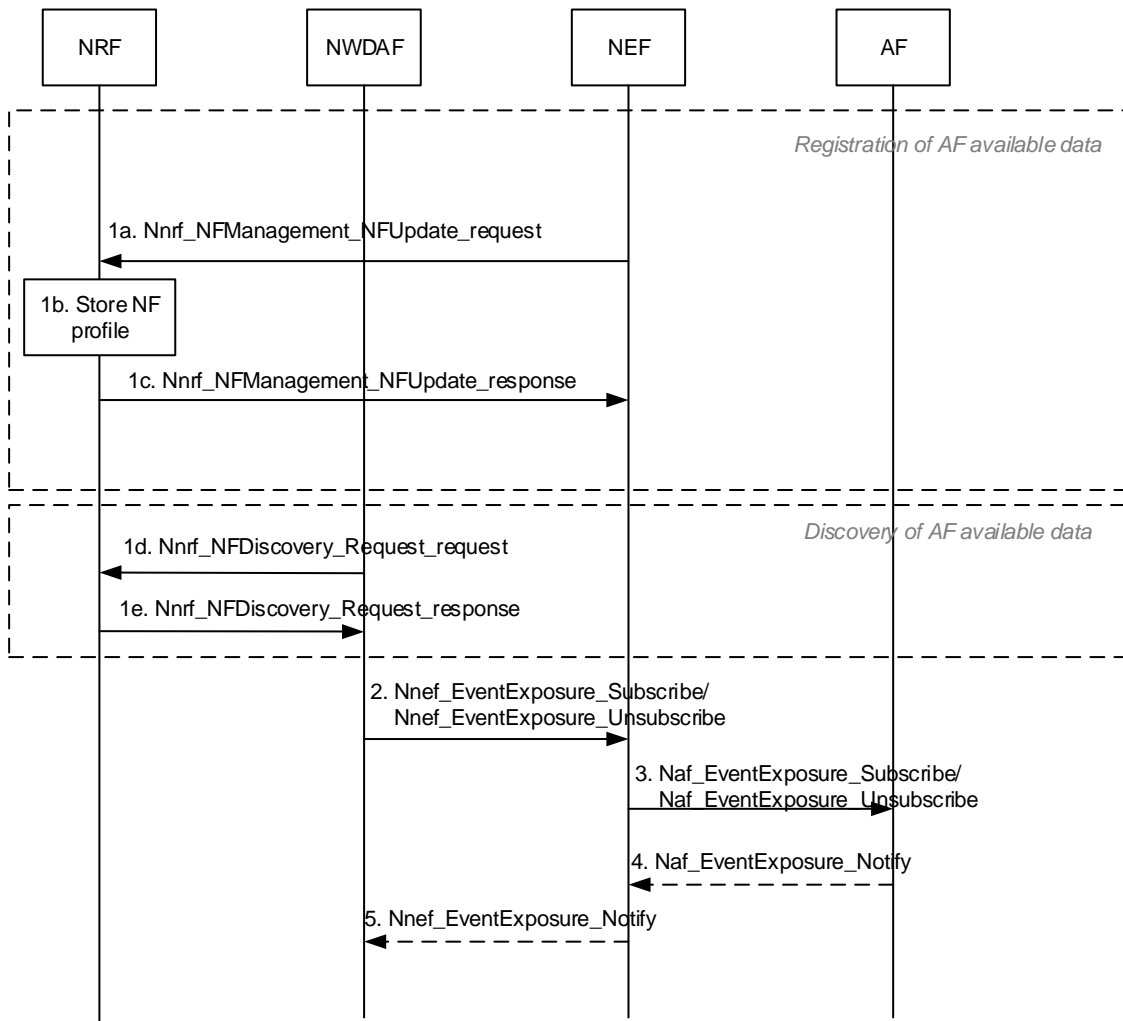 NRF
NWDAF
NEF
AF
Registration of AF available data
1a. Nnrf_NFManagement_NFUpdate_request
1b. Store NF
profile
1c. Nnrf_NFManagement_NFUpdate_response
Discovery of AF available data
1d. Nnrf_NFDiscovery_Request_request
1e. Nnrf_NFDiscovery_Request_response
2. Nnef_EventExposure_Subscribe/
Nnef_EventExposure_Unsubscribe
3. Naf_EventExposure_Subscribe/
Naf_EventExposure_Unsubscribe
4. Naf_EventExposure_Notify
5. Nnef_EventExposure_Notify